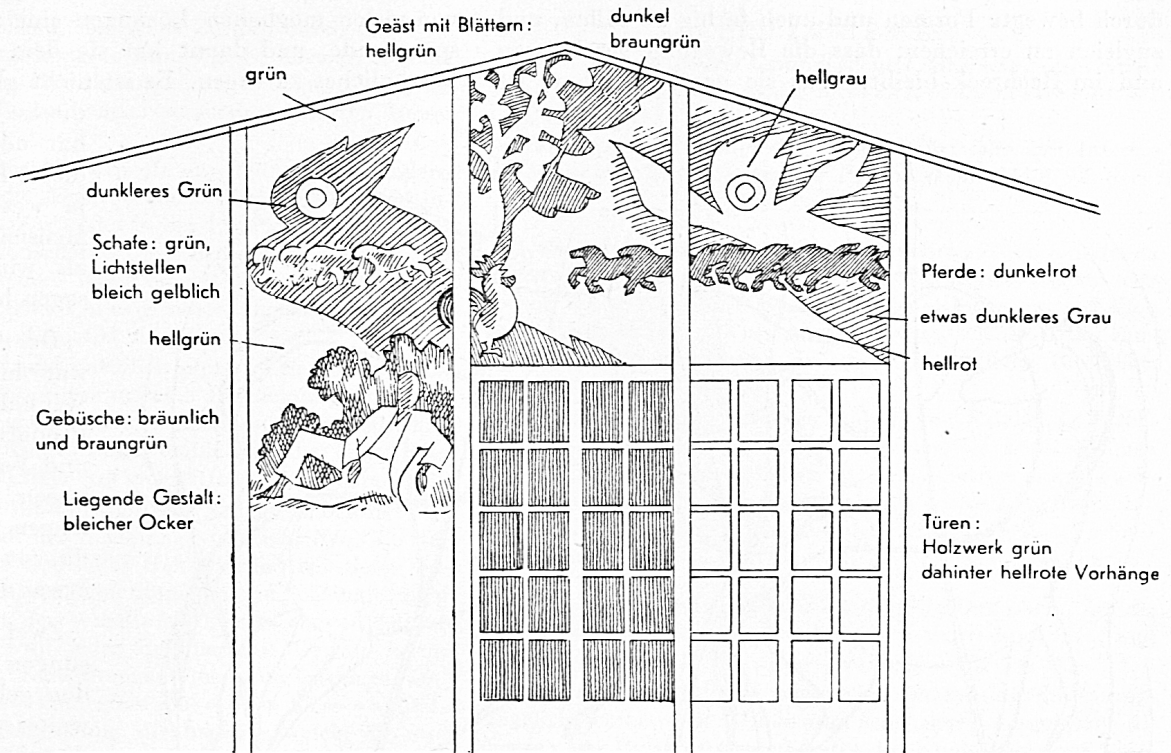 Geäst mit Blättern:
hellgrün
dunkel
braungrün
grün
hellgrau
dunkleres Grün
Schafe: grün,
Lichtstellen
bleich gelblich
Pferde: dunkelrot
etwas dunkleres Grau
hellgrün
hellrot
Gebüsche: bräunlich
und braungrün
Liegende Gestalt:
bleicher Ocker
Türen:
Holzwerk grün
dahinter hellrote Vorhänge